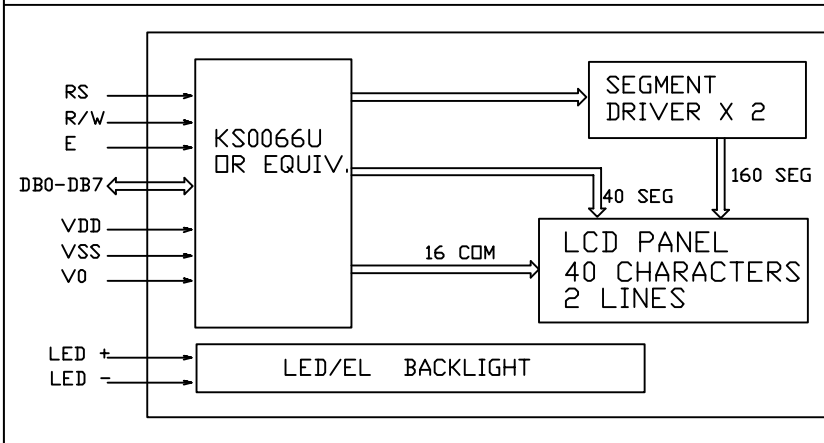 RS
R/W
E
DB0-DB7
VDD
VSS
V0
LED +
LED -
KS0066U
OR EQUIV.
SEGMENT
DRIVER X 2
160 SEG
40 SEG
16 COM
LCD PANEL
40 CHARACTERS
2 LINES
LED/EL BACKLIGHT